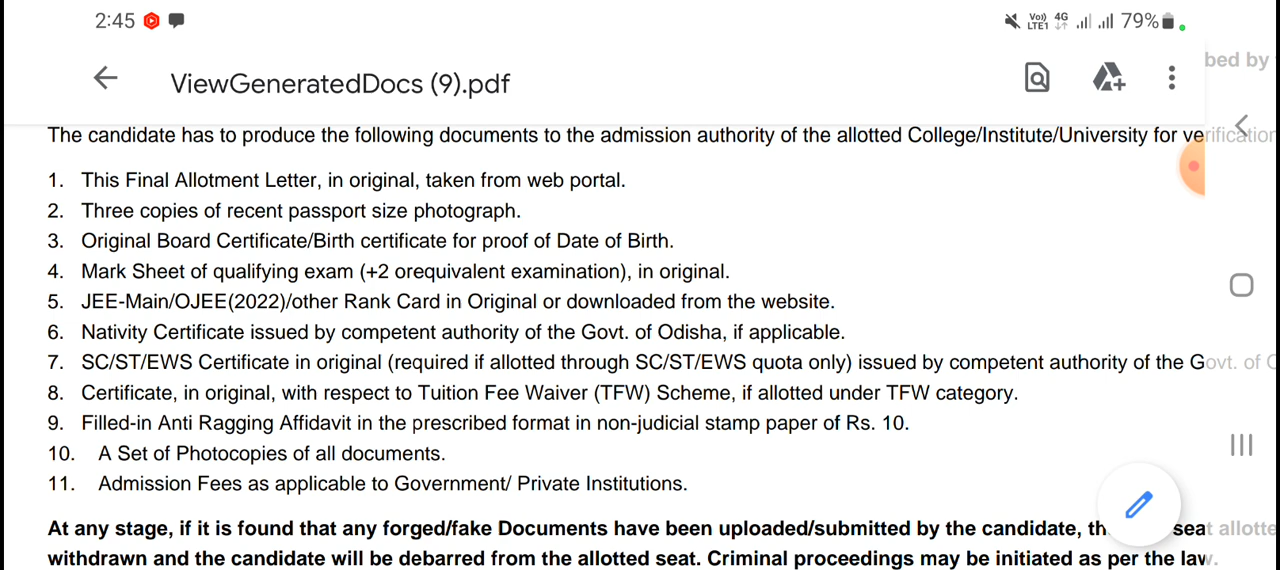 2:45 Vo)) LTE1 4G 79%
bed by
ViewGeneratedDocs (9).pdf
The candidate has to produce the following documents to the admission authority of the allotted College/Institute/University for verification
1. This Final Allotment Letter, in original, taken from web portal.
2. Three copies of recent passport size photograph.
3. Original Board Certificate/Birth certificate for proof of Date of Birth.
4. Mark Sheet of qualifying exam (+2 orequivalent examination), in original.
5. JEE-Main/OJEE(2022)/other Rank Card in Original or downloaded from the website.
6. Nativity Certificate issued by competent authority of the Govt. of Odisha, if applicable.
7. SC/ST/EWS Certificate in original (required if allotted through SC/ST/EWS quota only) issued by competent authority of the Govt. of
8. Certificate, in original, with respect to Tuition Fee Waiver (TFW) Scheme, if allotted under TFW category.
9. Filled-in Anti Ragging Affidavit in the prescribed format in non-judicial stamp paper of Rs. 10.
10. A Set of Photocopies of all documents.
11. Admission Fees as applicable to Government/ Private Institutions.
At any stage, if it is found that any forged/fake Documents have been uploaded/submitted by the candidate, th seat allotte
withdrawn and the candidate will be debarred from the allotted seat. Criminal proceedings may be initiated as per the law.